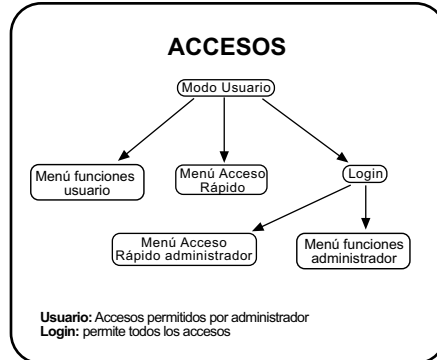 ACCESOS
Modo Usuario
Menú funciones
usuario
Menú Acceso
Rápido
Login
Menú Acceso
Rápido administrador
Menú funciones
administrador
Usuario: Accesos permitidos por administrador
Login: permite todos los accesos